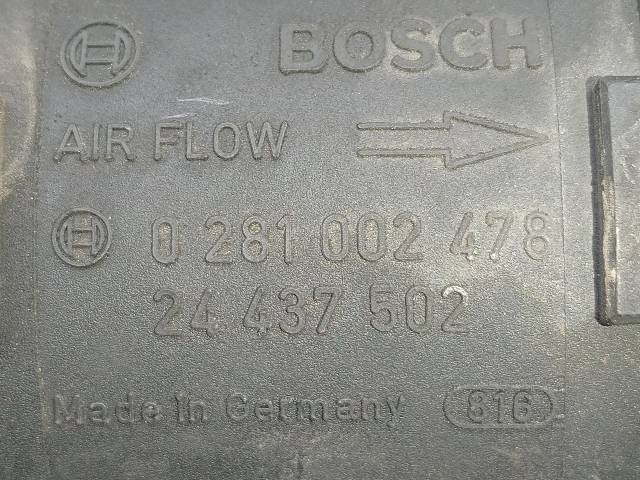 BOSCH
AIR FLOW
0 281 002 478
24 437 502
Made in Germany 816